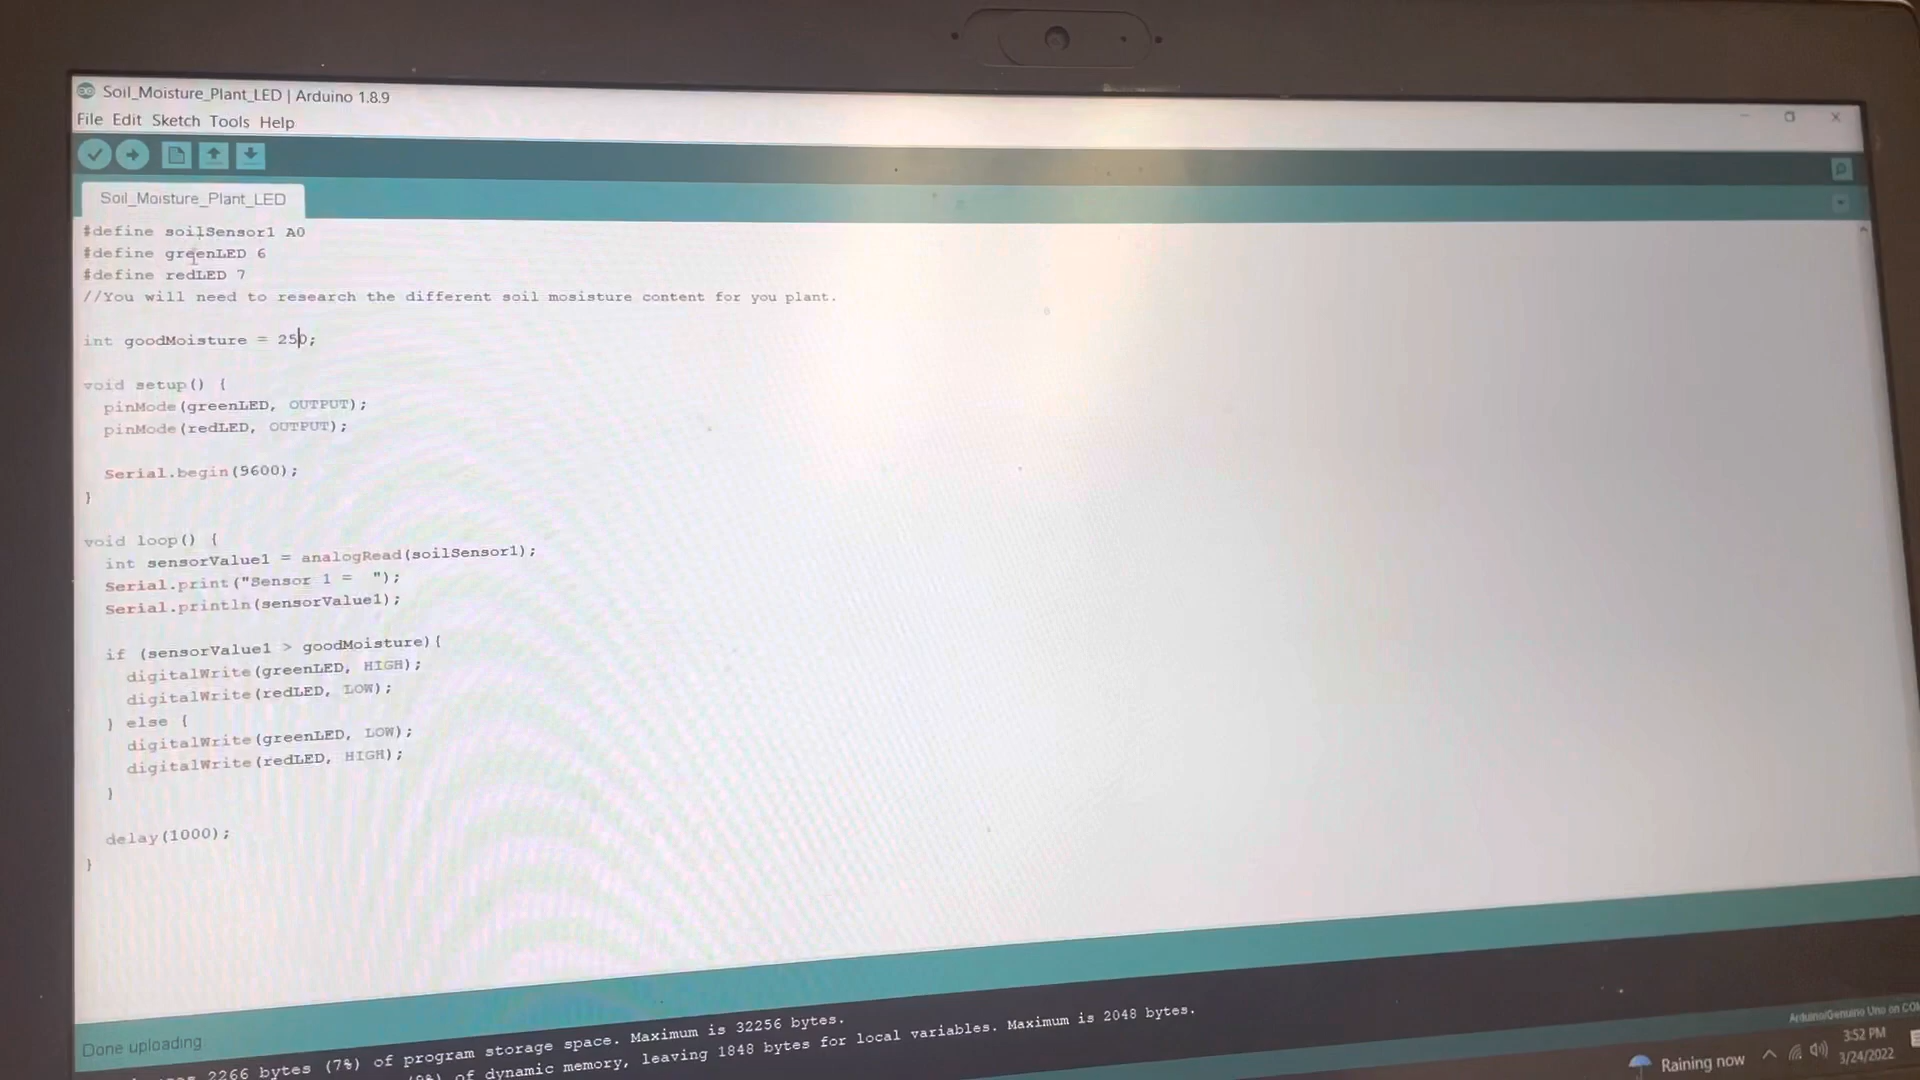 Soil_Moisture_Plant_LED | Arduino 1.8.9
File Edit Sketch Tools Help
Soil_Moisture_Plant_LED
#define soilSensor1 A0
#define greenLED 6
#define redLED 7
//You will need to research the different soil mosisture content for you plant.
int goodMoisture = 250;
void setup() {
pinMode(greenLED, OUTPUT);
pinMode(redLED, OUTPUT);
Serial.begin(9600);
}
void loop() {
int sensorValue1 = analogRead(soilSensor1);
Serial.print("Sensor 1 =  ");
Serial.println(sensorValue1);
if (sensorValue1 > goodMoisture){
digitalWrite(greenLED, HIGH);
digitalWrite(redLED, LOW);
} else {
digitalWrite(greenLED, LOW);
digitalWrite(redLED, HIGH);
}
delay(1000);
}
Done uploading
2266 bytes (7%) of program storage space. Maximum is 32256 bytes.
of dynamic memory, leaving 1848 bytes for local variables. Maximum is 2048 bytes.
Arduino/Genuino Uno on
Raining now
3:52 PM
3/24/2022